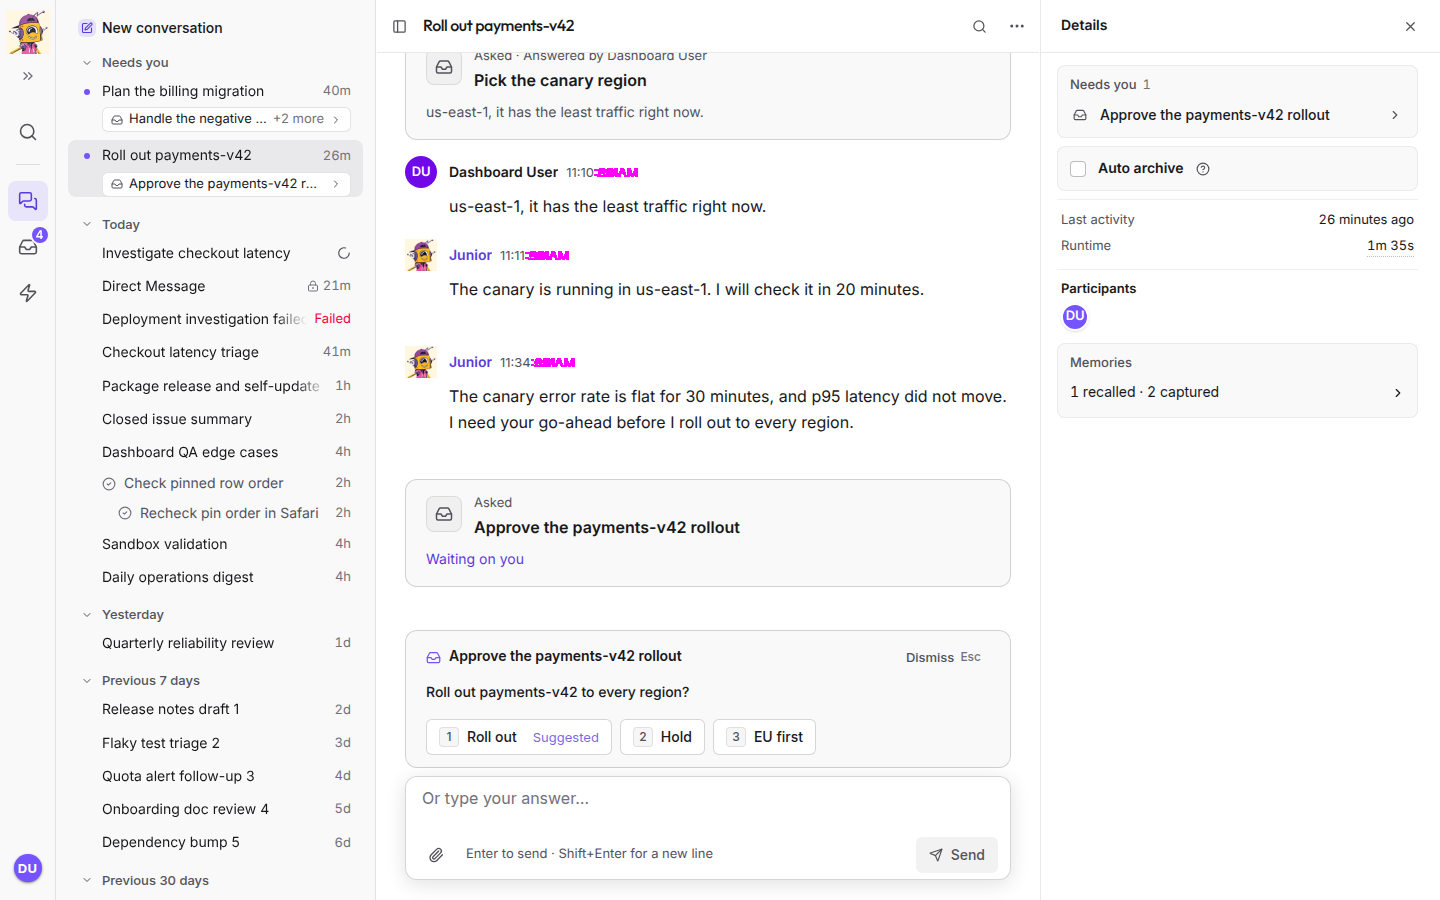 New conversation
Needs you
Plan the billing migration 40m
Handle the negative ... +2 more
Roll out payments-v42 26m
Approve the payments-v42 r...
Today
Investigate checkout latency
Direct Message 21m
Deployment investigation failed Failed
Checkout latency triage 41m
Package release and self-update 1h
Closed issue summary 2h
Dashboard QA edge cases 4h
Check pinned row order 2h
Recheck pin order in Safari 2h
Sandbox validation 4h
Daily operations digest 4h
Yesterday
Quarterly reliability review 1d
Previous 7 days
Release notes draft 1 2d
Flaky test triage 2 3d
Quota alert follow-up 3 4d
Onboarding doc review 4 5d
Dependency bump 5 6d
Previous 30 days
4
DU
Roll out payments-v42
Asked · Answered by Dashboard User
Pick the canary region
us-east-1, it has the least traffic right now.
DU Dashboard User 11:10
us-east-1, it has the least traffic right now.
Junior 11:11
The canary is running in us-east-1. I will check it in 20 minutes.
Junior 11:34
The canary error rate is flat for 30 minutes, and p95 latency did not move.
I need your go-ahead before I roll out to every region.
Asked
Approve the payments-v42 rollout
Waiting on you
Approve the payments-v42 rollout Dismiss Esc
Roll out payments-v42 to every region?
1 Roll out Suggested 2 Hold 3 EU first
Or type your answer...
Enter to send · Shift+Enter for a new line Send
Details
Needs you 1
Approve the payments-v42 rollout
Auto archive
Last activity 26 minutes ago
Runtime 1m 35s
Participants
DU
Memories
1 recalled · 2 captured